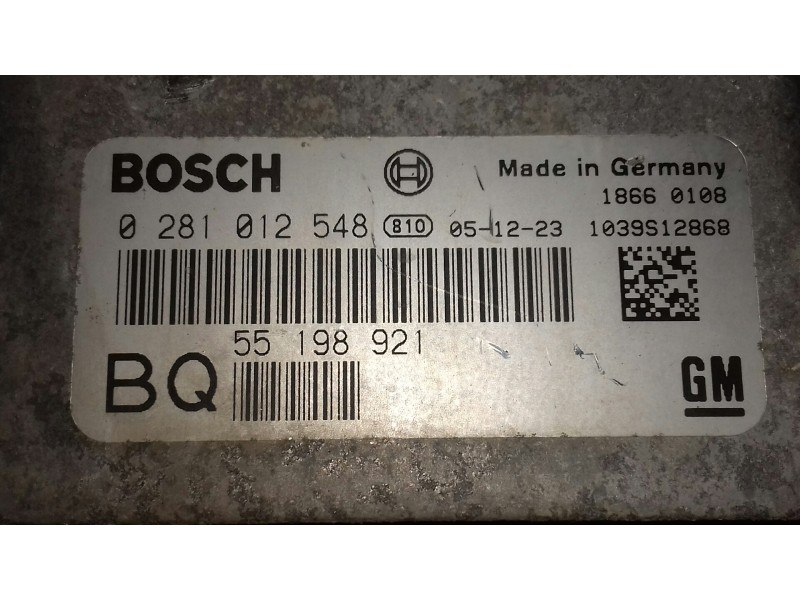 BOSCH Made in Germany
1866 0108
0 281 012 548 810 05-12-23 1039S12868
55 198 921
BQ GM